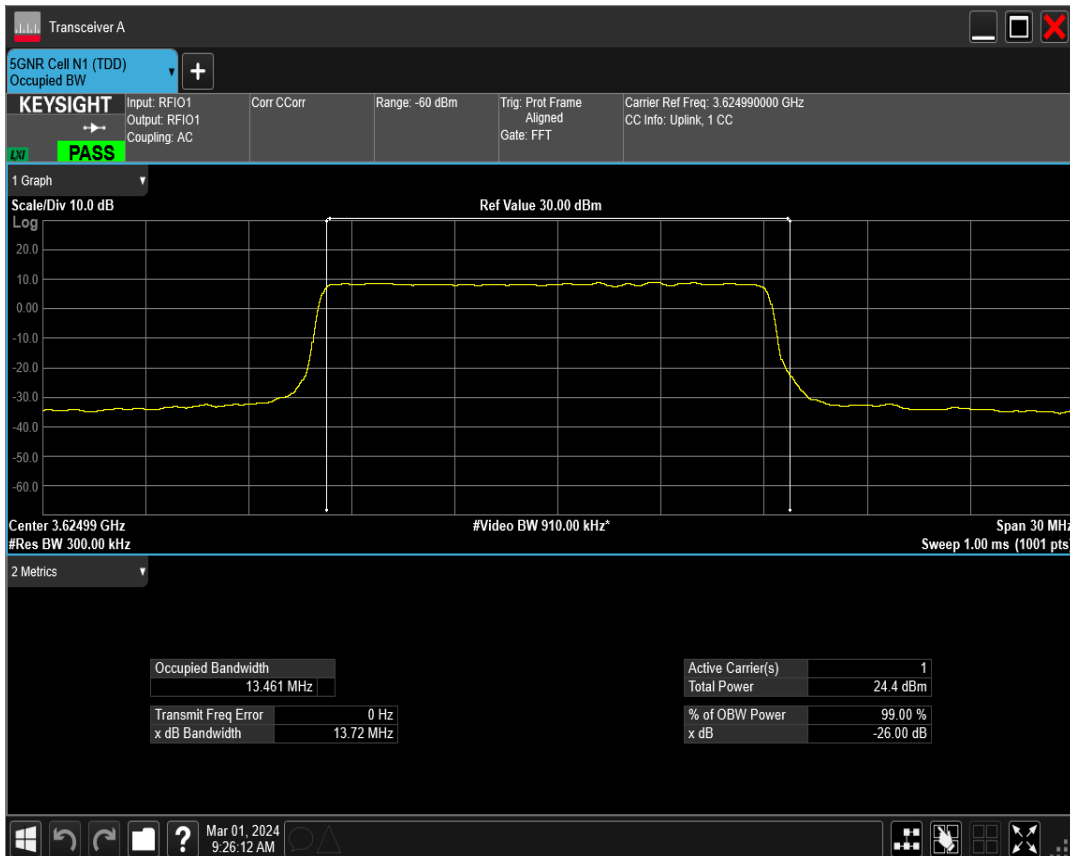 Transceiver A
5GNR Cell N1 (TDD)
Occupied BW
+
KEYSIGHT
LXI
PASS
Input: RFIO1
Output: RFIO1
Coupling: AC
Corr CCorr
Range: -60 dBm
Trig: Prot Frame
Aligned
Gate: FFT
Carrier Ref Freq: 3.624990000 GHz
CC Info: Uplink, 1 CC
1 Graph
Scale/Div 10.0 dB
Ref Value 30.00 dBm
Log
20.0
10.0
0.00
-10.0
-20.0
-30.0
-40.0
-50.0
-60.0
Center 3.62499 GHz
#Video BW 910.00 kHz*
Span 30 MHz
#Res BW 300.00 kHz
Sweep 1.00 ms (1001 pts)
2 Metrics
Occupied Bandwidth
13.461 MHz
Transmit Freq Error 0 Hz
x dB Bandwidth 13.72 MHz
Active Carrier(s) 1
Total Power 24.4 dBm
% of OBW Power 99.00 %
x dB -26.00 dB
?
Mar 01, 2024
9:26:12 AM